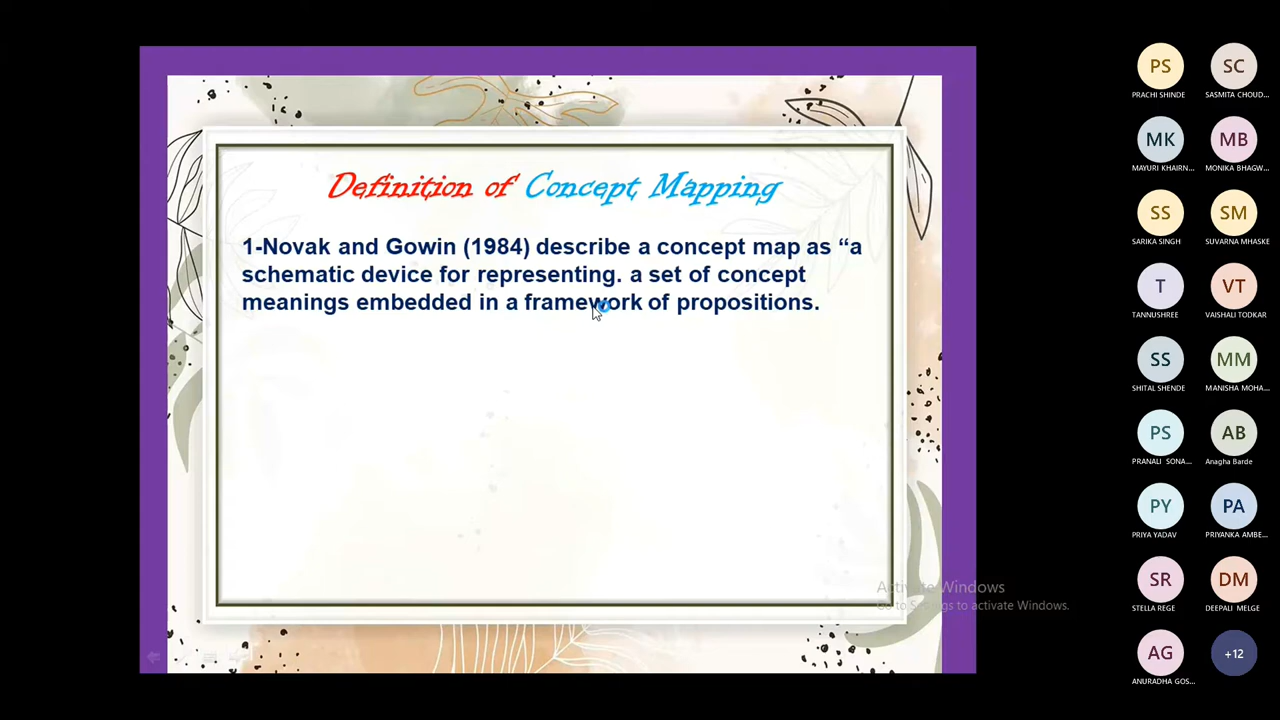 Definition of Concept Mapping
1-Novak and Gowin (1984) describe a concept map as “a
schematic device for representing. a set of concept
meanings embedded in a framework of propositions.
Activate Windows
Go to Settings to activate Windows.
PS
PRACHI SHINDE
SC
SASMITA CHOUD...
MK
MAYURI KHAIRN...
MB
MONIKA BHAGW...
SS
SARIKA SINGH
SM
SUVARNA MHASKE
T
TANNUSHREE
VT
VAISHALI TODKAR
SS
SHITAL SHENDE
MM
MANISHA MOHA...
PS
PRANALI SONA...
AB
Anagha Barde
PY
PRIYA YADAV
PA
PRIYANKA AMBE...
SR
STELLA REGE
DM
DEEPALI MELGE
AG
ANURADHA GOS...
+12